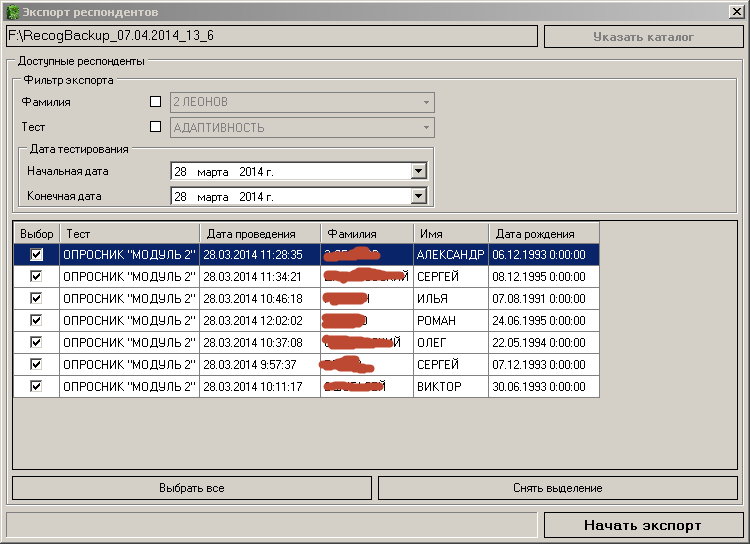 Экспорт респондентов
F:\RecogBackup_07.04.2014_13_6 Указать каталог
Доступные респонденты
Фильтр экспорта
Фамилия 2 ЛЕОНОВ
Тест АДАПТИВНОСТЬ
Дата тестирования
Начальная дата 28 марта 2014 г.
Конечная дата 28 марта 2014 г.
Выбор Тест Дата проведения Фамилия Имя Дата рождения
ОПРОСНИК "МОДУЛЬ 2" 28.03.2014 11:28:35 АЛЕКСАНДР 06.12.1993 0:00:00
ОПРОСНИК "МОДУЛЬ 2" 28.03.2014 11:34:21 СЕРГЕЙ 08.12.1995 0:00:00
ОПРОСНИК "МОДУЛЬ 2" 28.03.2014 10:46:18 ИЛЬЯ 07.08.1991 0:00:00
ОПРОСНИК "МОДУЛЬ 2" 28.03.2014 12:02:02 РОМАН 24.06.1995 0:00:00
ОПРОСНИК "МОДУЛЬ 2" 28.03.2014 10:37:08 ОЛЕГ 22.05.1994 0:00:00
ОПРОСНИК "МОДУЛЬ 2" 28.03.2014 9:57:37 СЕРГЕЙ 07.12.1993 0:00:00
ОПРОСНИК "МОДУЛЬ 2" 28.03.2014 10:11:17 ВИКТОР 30.06.1993 0:00:00
Выбрать все Снять выделение
Начать экспорт